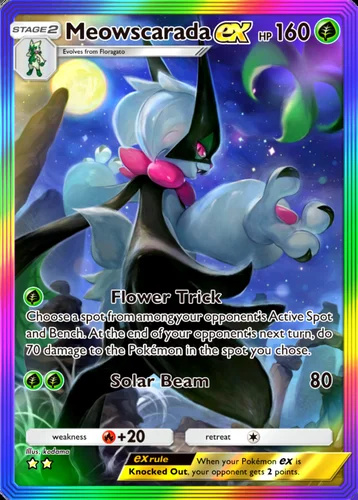 STAGE 2 Meowscarada ex HP 160
Evolves from Floragato
Flower Trick
Choose a spot from among your opponent's Active Spot
and Bench. At the end of your opponent's next turn, do
70 damage to the Pokémon in the spot you chose.
Solar Beam 80
illus. kodama
weakness +20 retreat
ex rule When your Pokémon ex is
Knocked Out, your opponent gets 2 points.